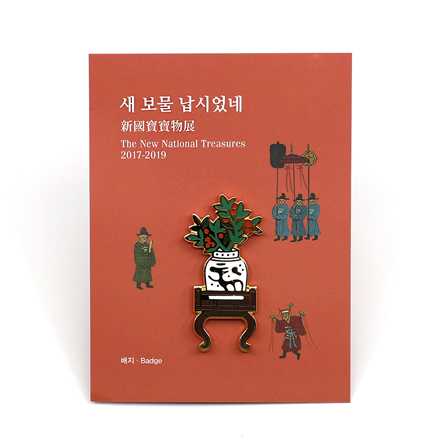 새 보물 납시었네
新國寶寶物展
The New National Treasures
2017-2019
배지 · Badge